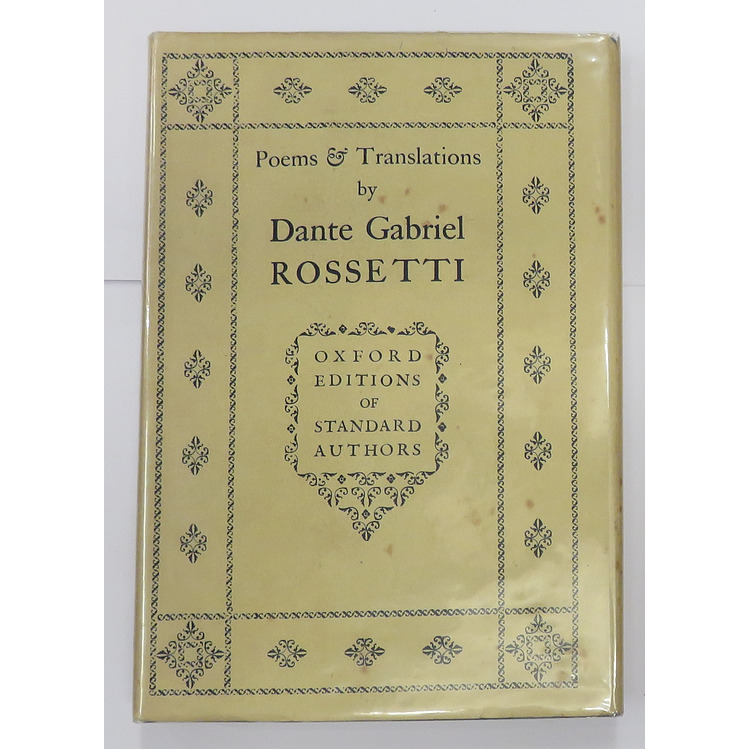 Poems & Translations
by
Dante Gabriel
ROSSETTI
OXFORD
EDITIONS
OF
STANDARD
AUTHORS